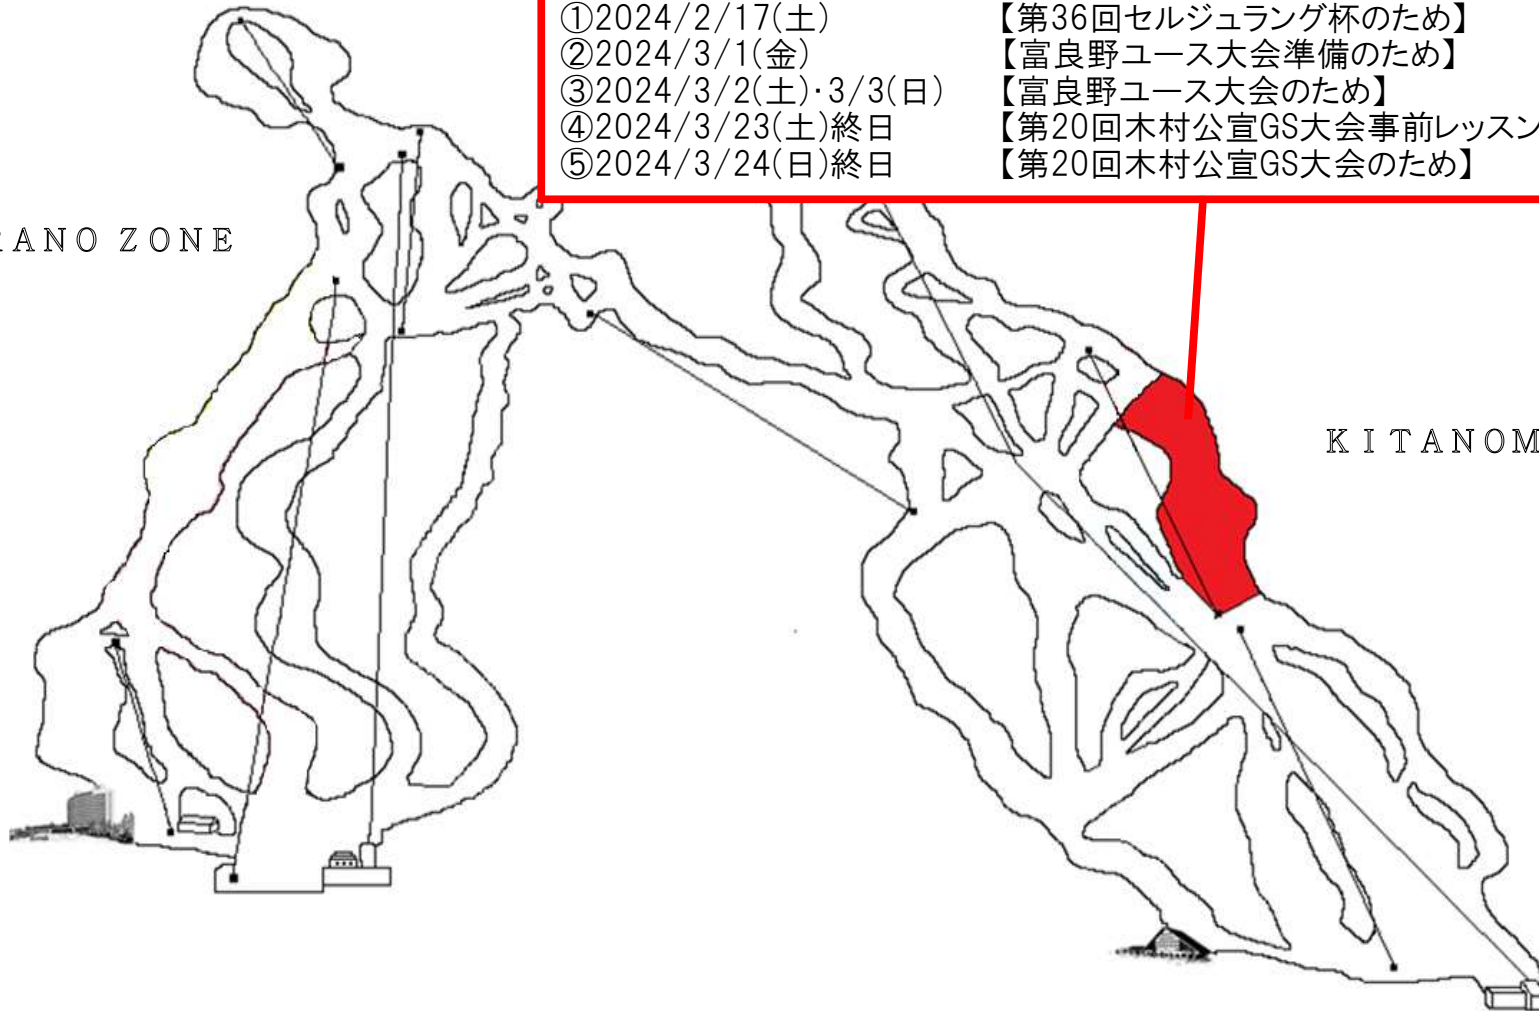 ①2024/2/17(土) 【第36回セルジュラング杯のため】
②2024/3/1(金) 【富良野ユース大会準備のため】
③2024/3/2(土)･3/3(日) 【富良野ユース大会のため】
④2024/3/23(土)終日 【第20回木村公宣GS大会事前レッスン
⑤2024/3/24(日)終日 【第20回木村公宣GS大会のため】
RANO ZONE
KITANOM